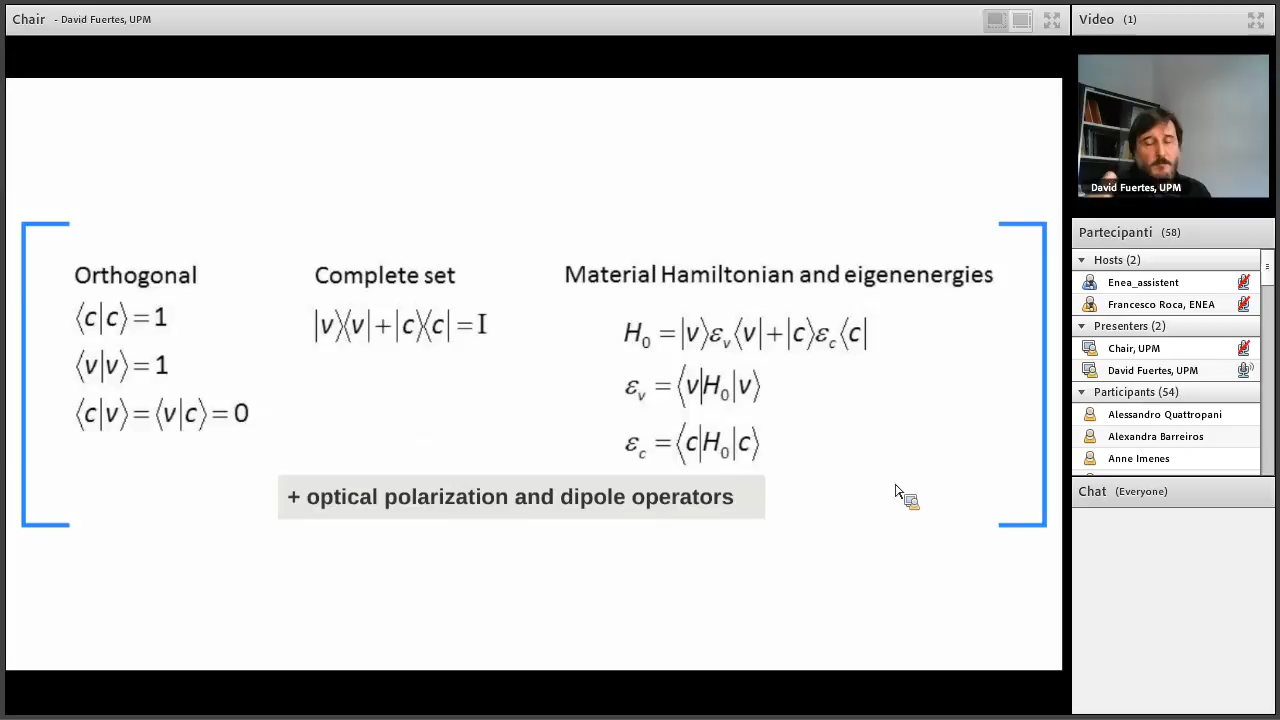 Chair - David Fuertes, UPM
Orthogonal
⟨c|c⟩=1
⟨v|v⟩=1
⟨c|v⟩=⟨v|c⟩=0
Complete set
|v⟩⟨v|+|c⟩⟨c|=I
Material Hamiltonian and eigenenergies
H₀ =|v⟩εᵥ⟨v|+|c⟩ε_c⟨c|
εᵥ =⟨v|H₀|v⟩
ε_c =⟨c|H₀|c⟩
+ optical polarization and dipole operators
Video (1)
David Fuertes, UPM
Partecipanti (58)
Hosts (2)
Enea_assistent
Francesco Roca, ENEA
Presenters (2)
Chair, UPM
David Fuertes, UPM
Participants (54)
Alessandro Quattropani
Alexandra Barreiros
Anne Imenes
Chat (Everyone)